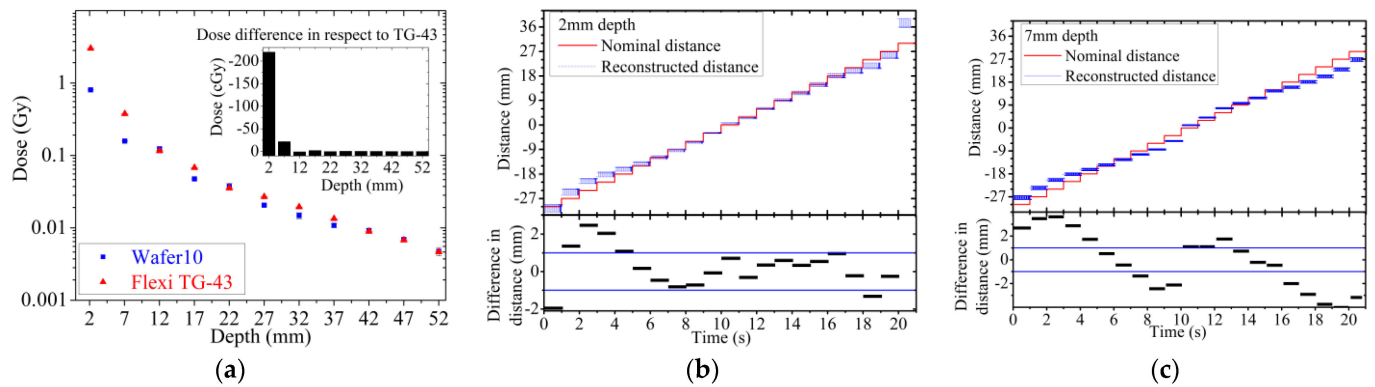 Dose difference in respect to TG-43
-200
-150
-100
-50
0
Dose (cGy)
2 12 22 32 42 52
Depth (mm)
1
0.1
0.01
0.001
Dose (Gy)
Wafer10
Flexi TG-43
2 7 12 17 22 27 32 37 42 47 52
Depth (mm)
(a)
2mm depth
Nominal distance
Reconstructed distance
36
27
18
9
0
-9
-18
-27
Distance (mm)
2
0
-2
Difference in
distance (mm)
0 2 4 6 8 10 12 14 16 18 20
Time (s)
(b)
7mm depth
Nominal distance
Reconstructed distance
36
27
18
9
0
-9
-18
-27
Distance (mm)
2
0
-2
Difference in
distance (mm)
0 2 4 6 8 10 12 14 16 18 20
Time (s)
(c)